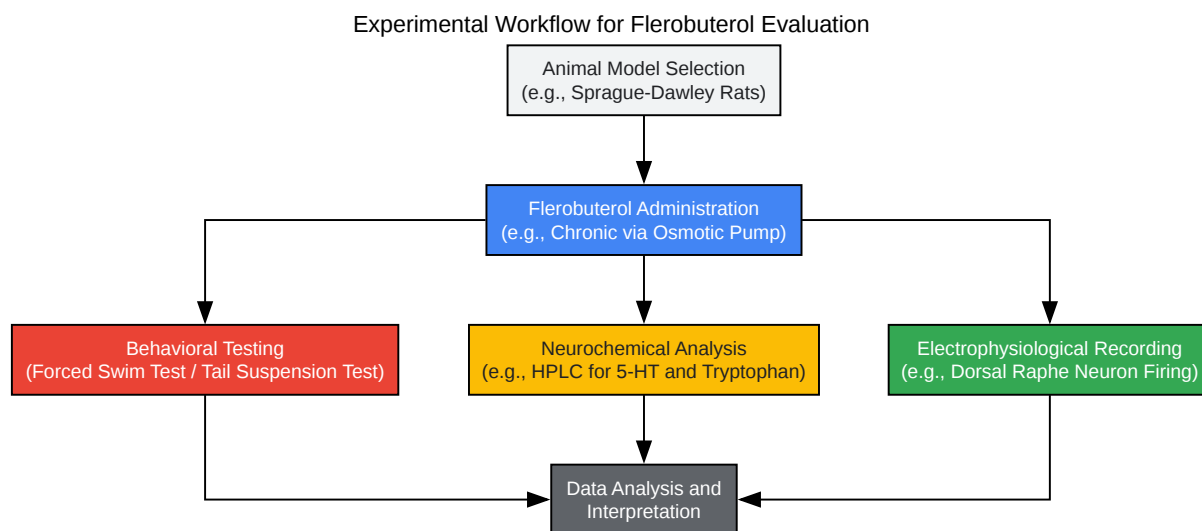 Experimental Workflow for Flerobuterol Evaluation
Animal Model Selection
(e.g., Sprague-Dawley Rats)
Flerobuterol Administration
(e.g., Chronic via Osmotic Pump)
Behavioral Testing
(Forced Swim Test / Tail Suspension Test)
Neurochemical Analysis
(e.g., HPLC for 5-HT and Tryptophan)
Electrophysiological Recording
(e.g., Dorsal Raphe Neuron Firing)
Data Analysis and
Interpretation